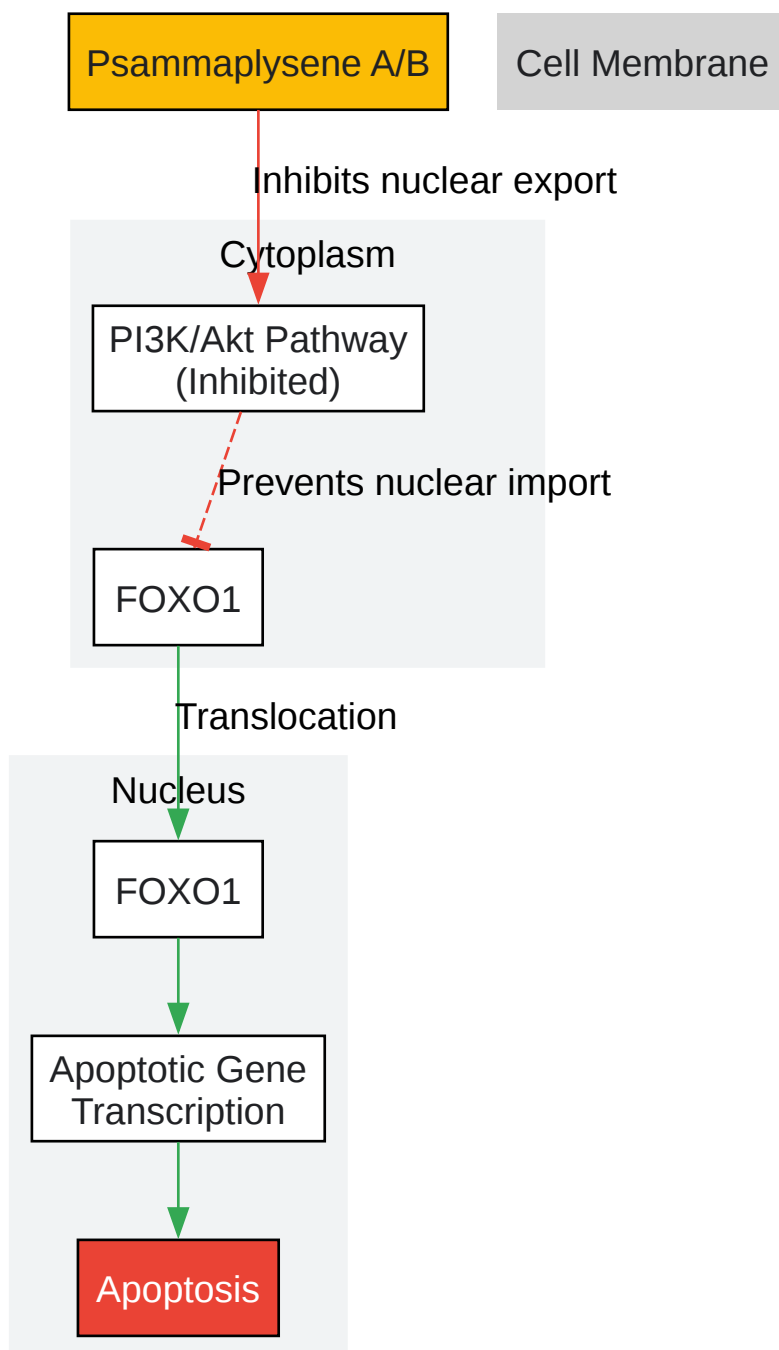 Psammaplysene A/B
Cell Membrane
Inhibits nuclear export
Cytoplasm
PI3K/Akt Pathway
(Inhibited)
Prevents nuclear import
FOXO1
Translocation
Nucleus
FOXO1
Apoptotic Gene
Transcription
Apoptosis